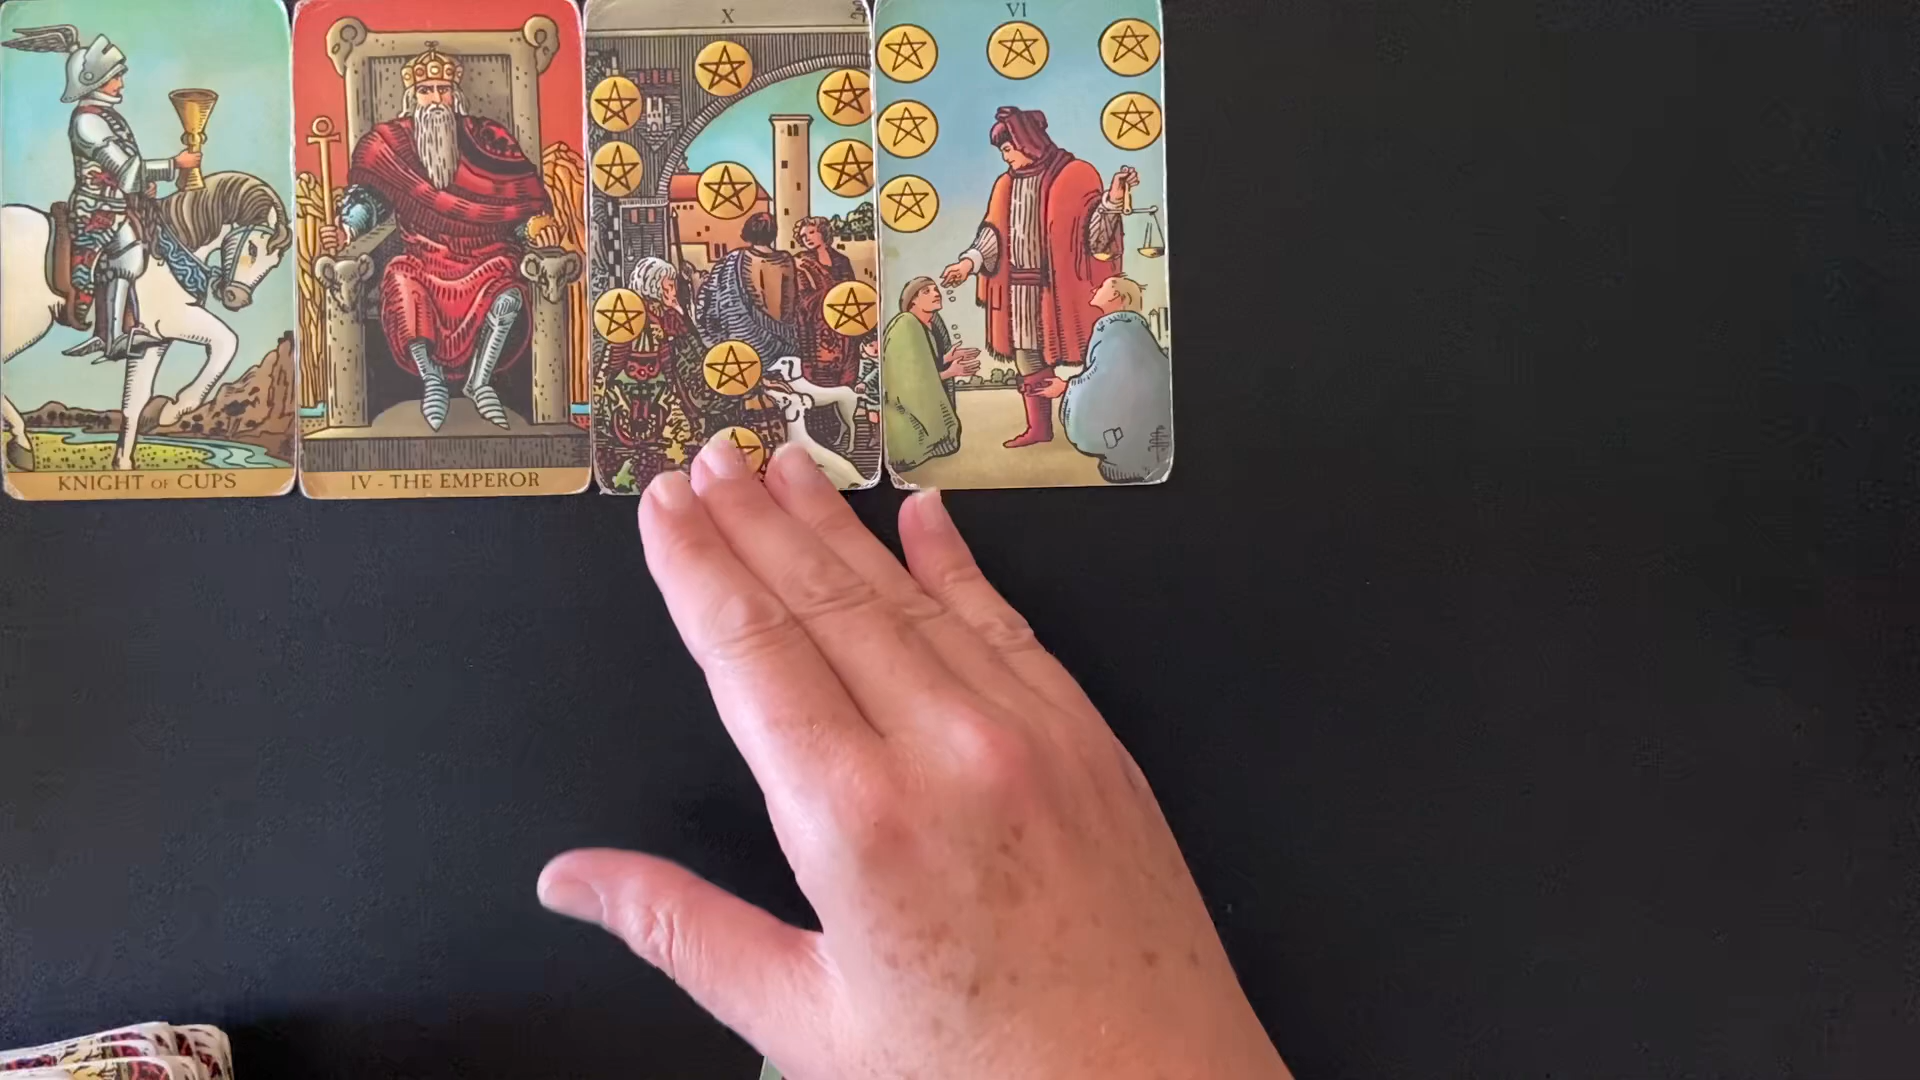 KNIGHT OF CUPS
IV - THE EMPEROR
X
VI